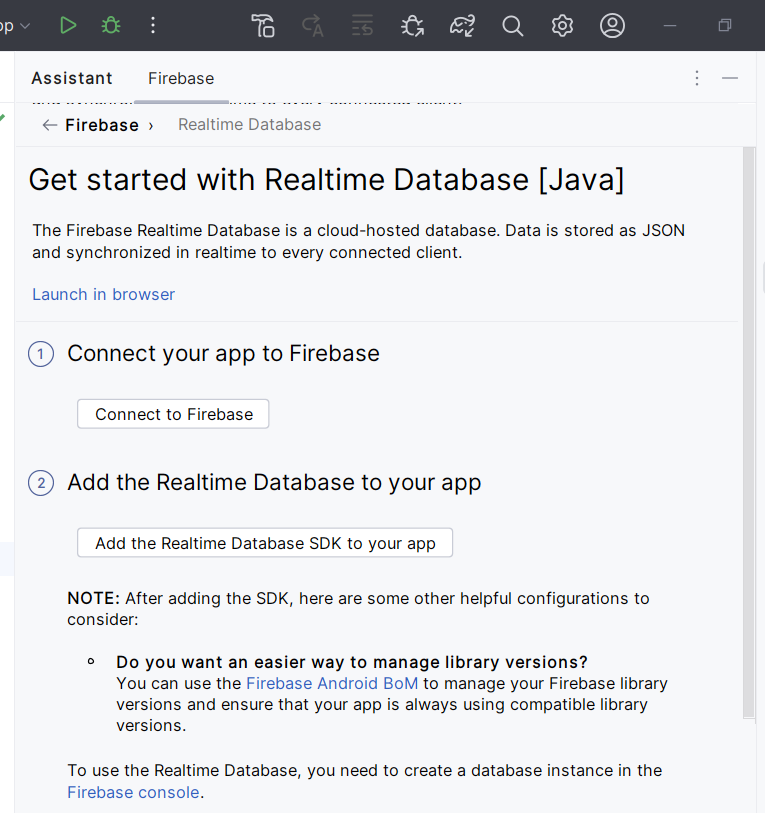 Assistant Firebase
Firebase › Realtime Database
Get started with Realtime Database [Java]
The Firebase Realtime Database is a cloud-hosted database. Data is stored as JSON
and synchronized in realtime to every connected client.
Launch in browser
1 Connect your app to Firebase
Connect to Firebase
2 Add the Realtime Database to your app
Add the Realtime Database SDK to your app
NOTE: After adding the SDK, here are some other helpful configurations to
consider:
Do you want an easier way to manage library versions?
You can use the Firebase Android BoM to manage your Firebase library
versions and ensure that your app is always using compatible library
versions.
To use the Realtime Database, you need to create a database instance in the
Firebase console.